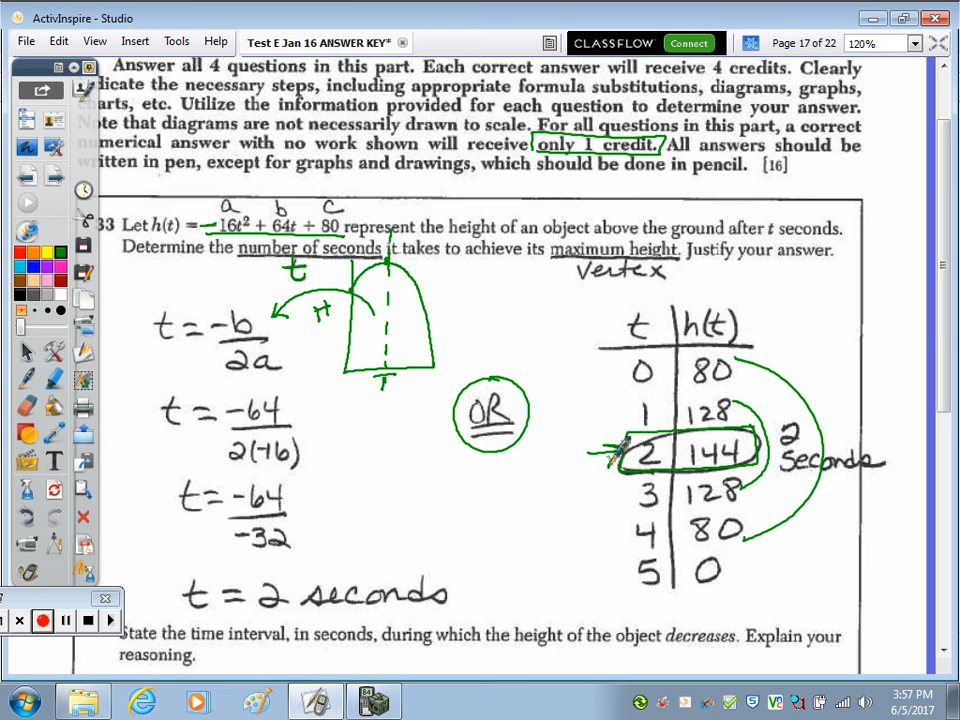 ActivInspire - Studio
File Edit View Insert Tools Help Test E Jan 16 ANSWER KEY* CLASSFLOW Connect Page 17 of 22 120%
Answer all 4 questions in this part. Each correct answer will receive 4 credits. Clearly
dicate the necessary steps, including appropriate formula substitutions, diagrams, graphs,
harts, etc. Utilize the information provided for each question to determine your answer.
Note that diagrams are not necessarily drawn to scale. For all questions in this part, a correct
numerical answer with no work shown will receive only 1 credit. All answers should be
written in pen, except for graphs and drawings, which should be done in pencil. [16]
a b c
33 Let h(t) = −16t² + 64t + 80 represent the height of an object above the ground after t seconds.
Determine the number of seconds it takes to achieve its maximum height. Justify your answer.
t vertex
H
T
t = -b/2a
t = -64/2(-16)
t = -64/-32
t = 2 seconds
OR
t h(t)
0 80
1 128
2 144
3 128
4 80
5 0
2
seconds
State the time interval, in seconds, during which the height of the object decreases. Explain your
reasoning.
3:57 PM
6/5/2017